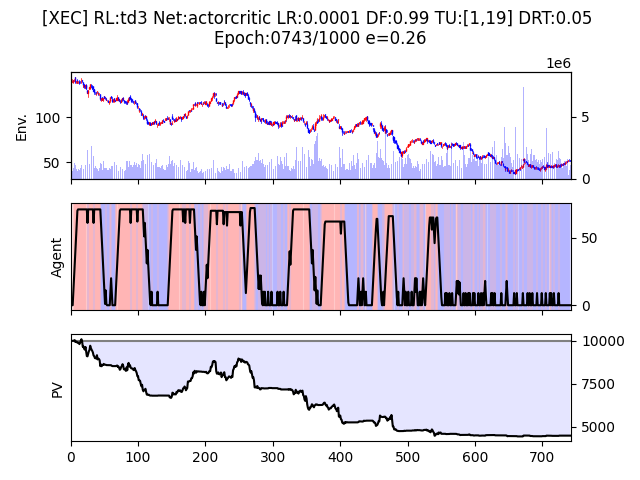 [XEC] RL:td3 Net:actorcritic LR:0.0001 DF:0.99 TU:[1,19] DRT:0.05
Epoch:0743/1000 e=0.26
1e6
Env.
100
50
5
0
Agent
50
0
PV
10000
7500
5000
0 100 200 300 400 500 600 700